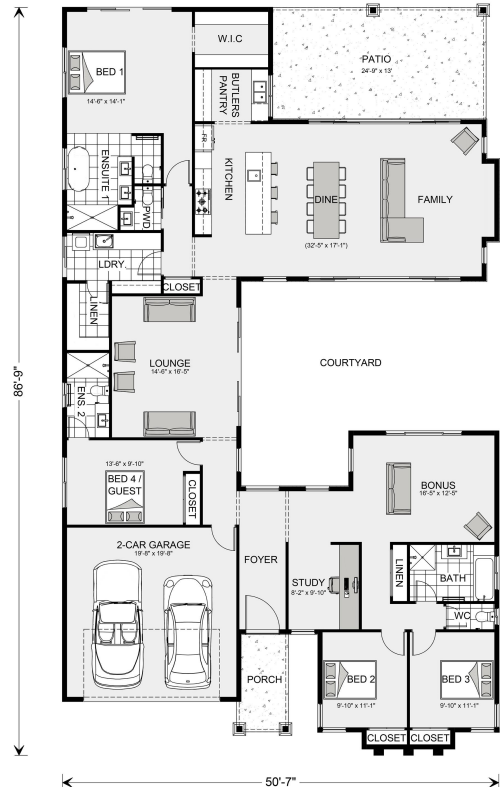 W.I.C
PATIO
24'-9" x 13'
BED 1
14'-6" x 14'-1"
BUTLERS
PANTRY
ENSUITE 1
FR
KITCHEN
DINE
FAMILY
(32'-5" x 17'-1")
PWD
LDRY.
CLOSET
LINEN
LOUNGE
14'-6" x 16'-5"
COURTYARD
86'-9"
ENS. 2
13'-6" x 9'-10"
BED 4 /
GUEST
CLOSET
BONUS
16'-5" x 12'-5"
2-CAR GARAGE
19'-8" x 19'-8"
FOYER
STUDY
8'-2" x 9'-10"
LINEN
BATH
WC
PORCH
BED 2
9'-10" x 11'-1"
BED 3
9'-10" x 11'-1"
CLOSET
CLOSET
50'-7"